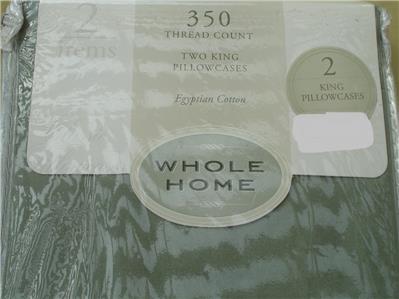 2
items
350
THREAD COUNT
TWO KING
PILLOWCASES
Egyptian Cotton
2
KING
PILLOWCASES
WHOLE
HOME